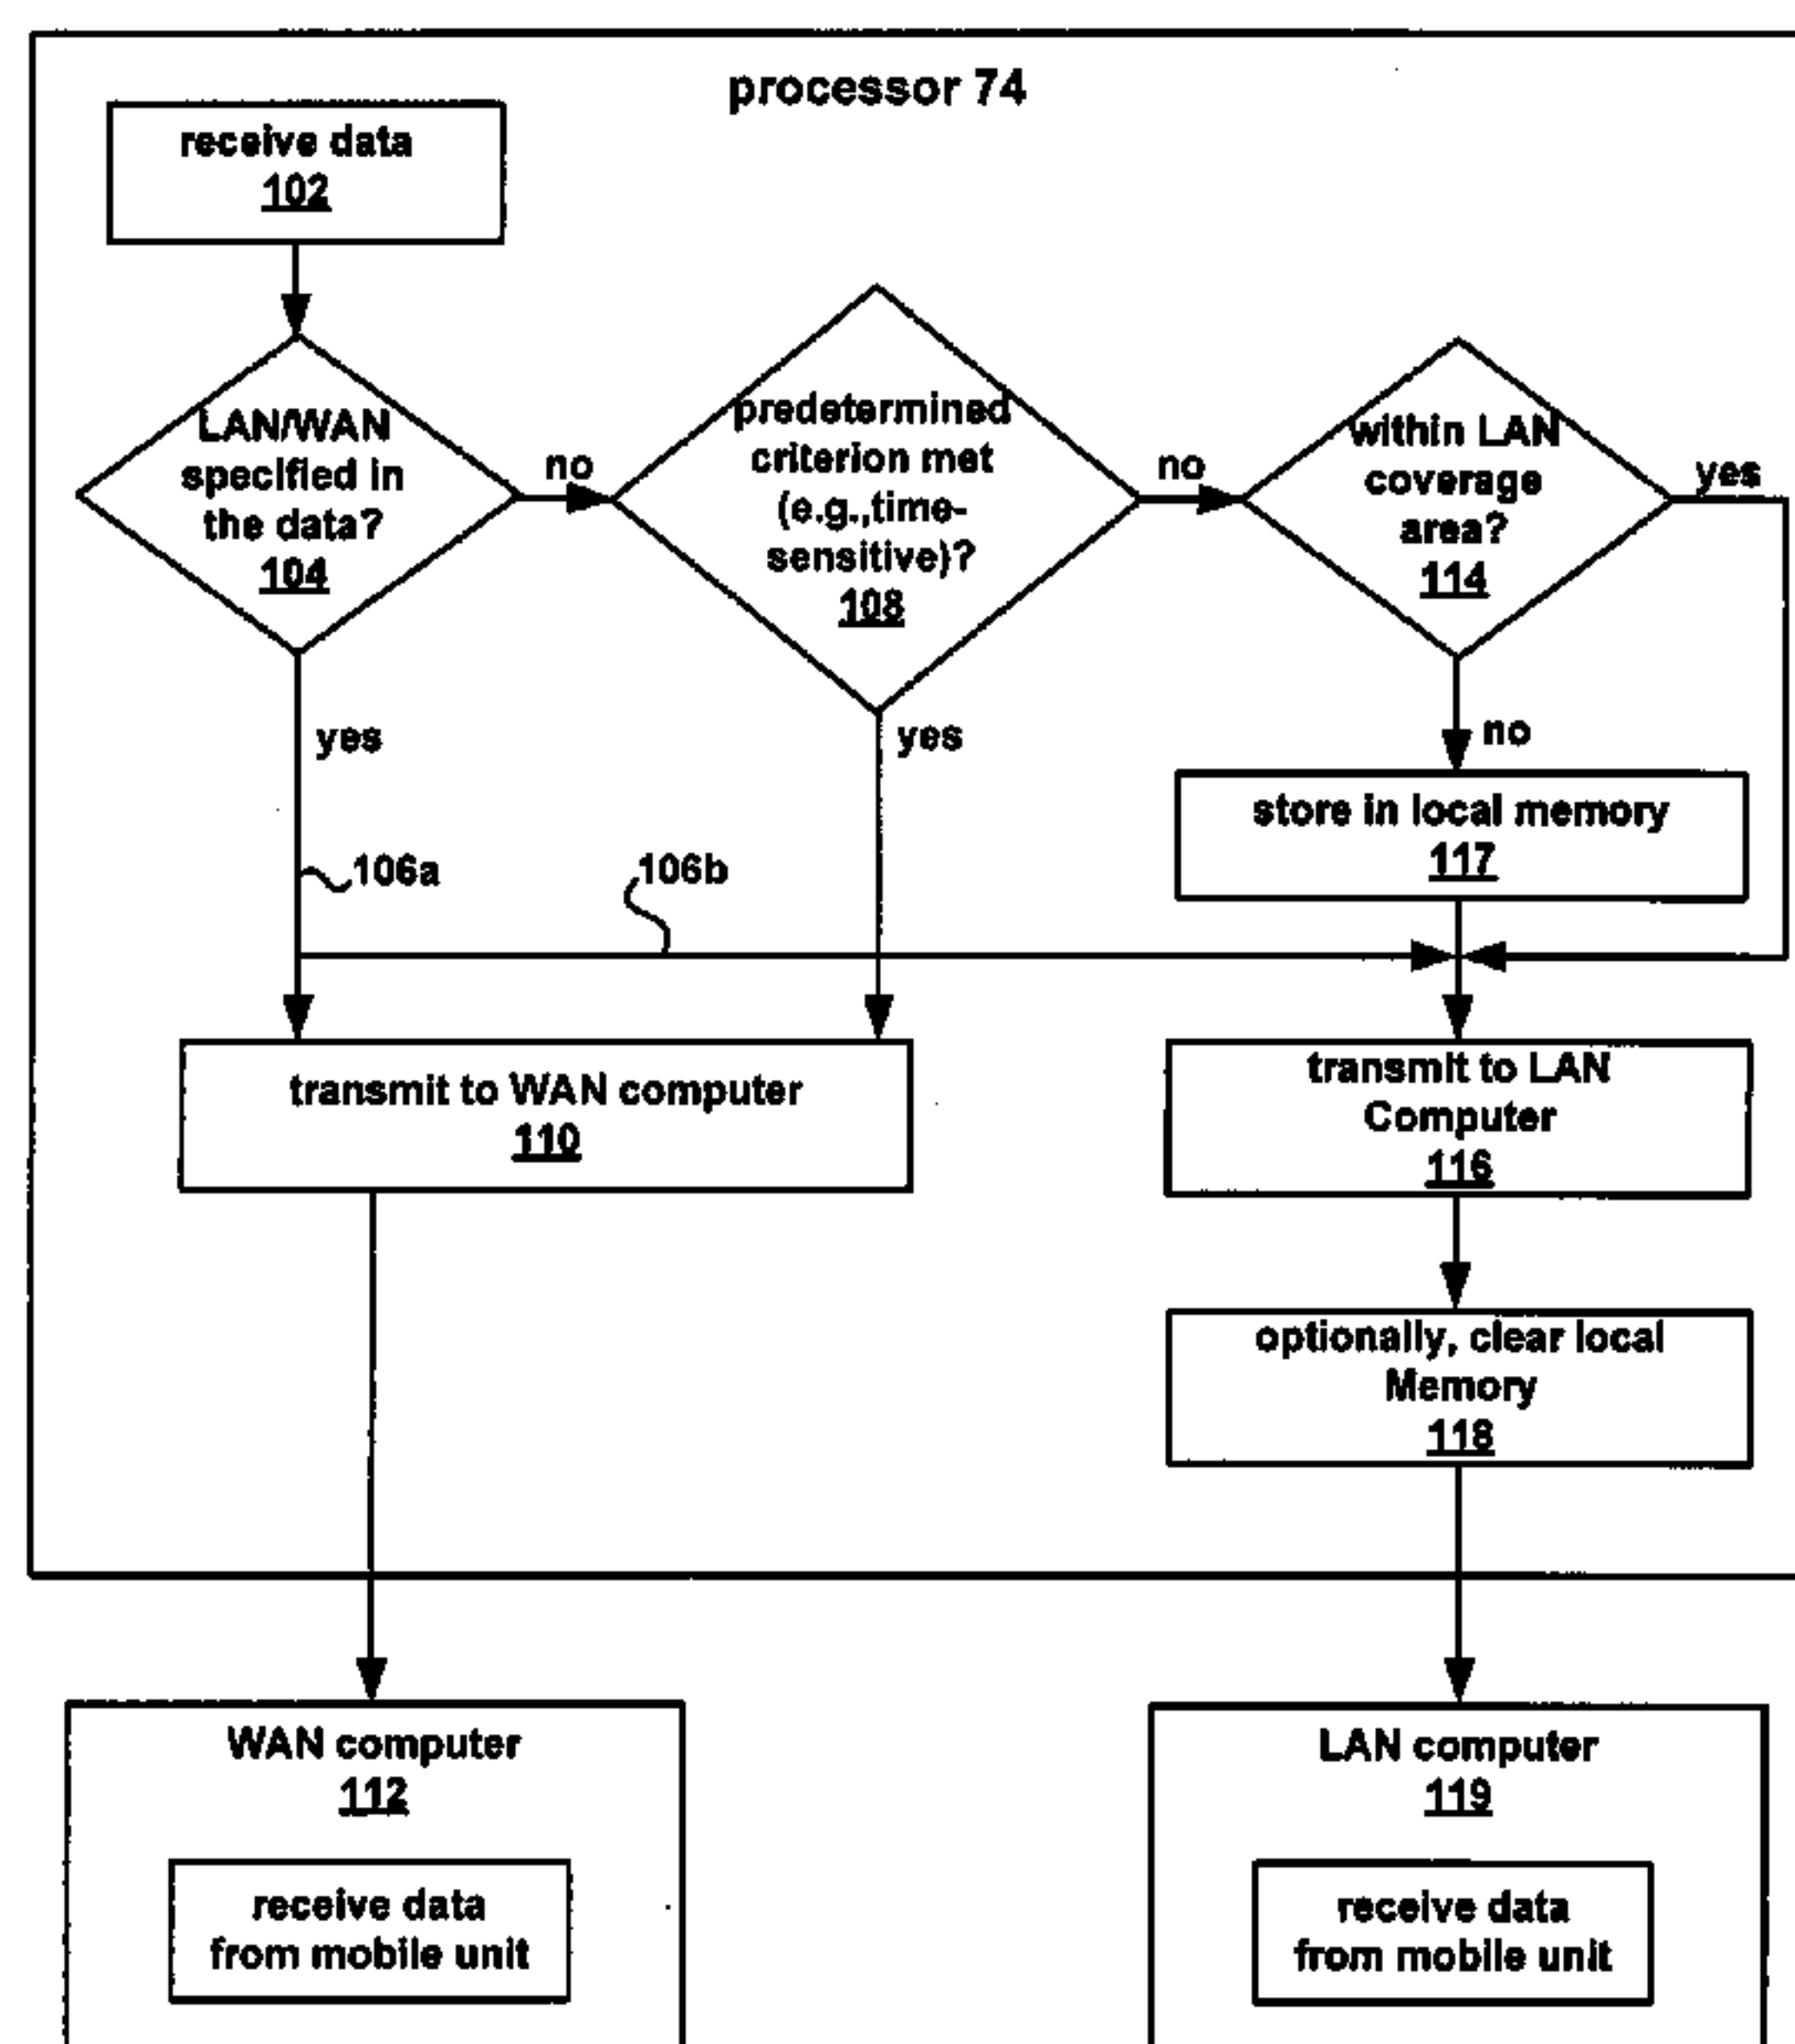 processor 74
receive data
102
LAN/WAN
specified in
the data?
104
no
predetermined
criterion met
(e.g.,time-
sensitive)?
108
no
within LAN
coverage
area?
114
yes
yes
yes
no
store in local memory
117
106a
106b
transmit to WAN computer
110
transmit to LAN
Computer
116
optionally, clear local
Memory
118
WAN computer
112
receive data
from mobile unit
LAN computer
119
receive data
from mobile unit